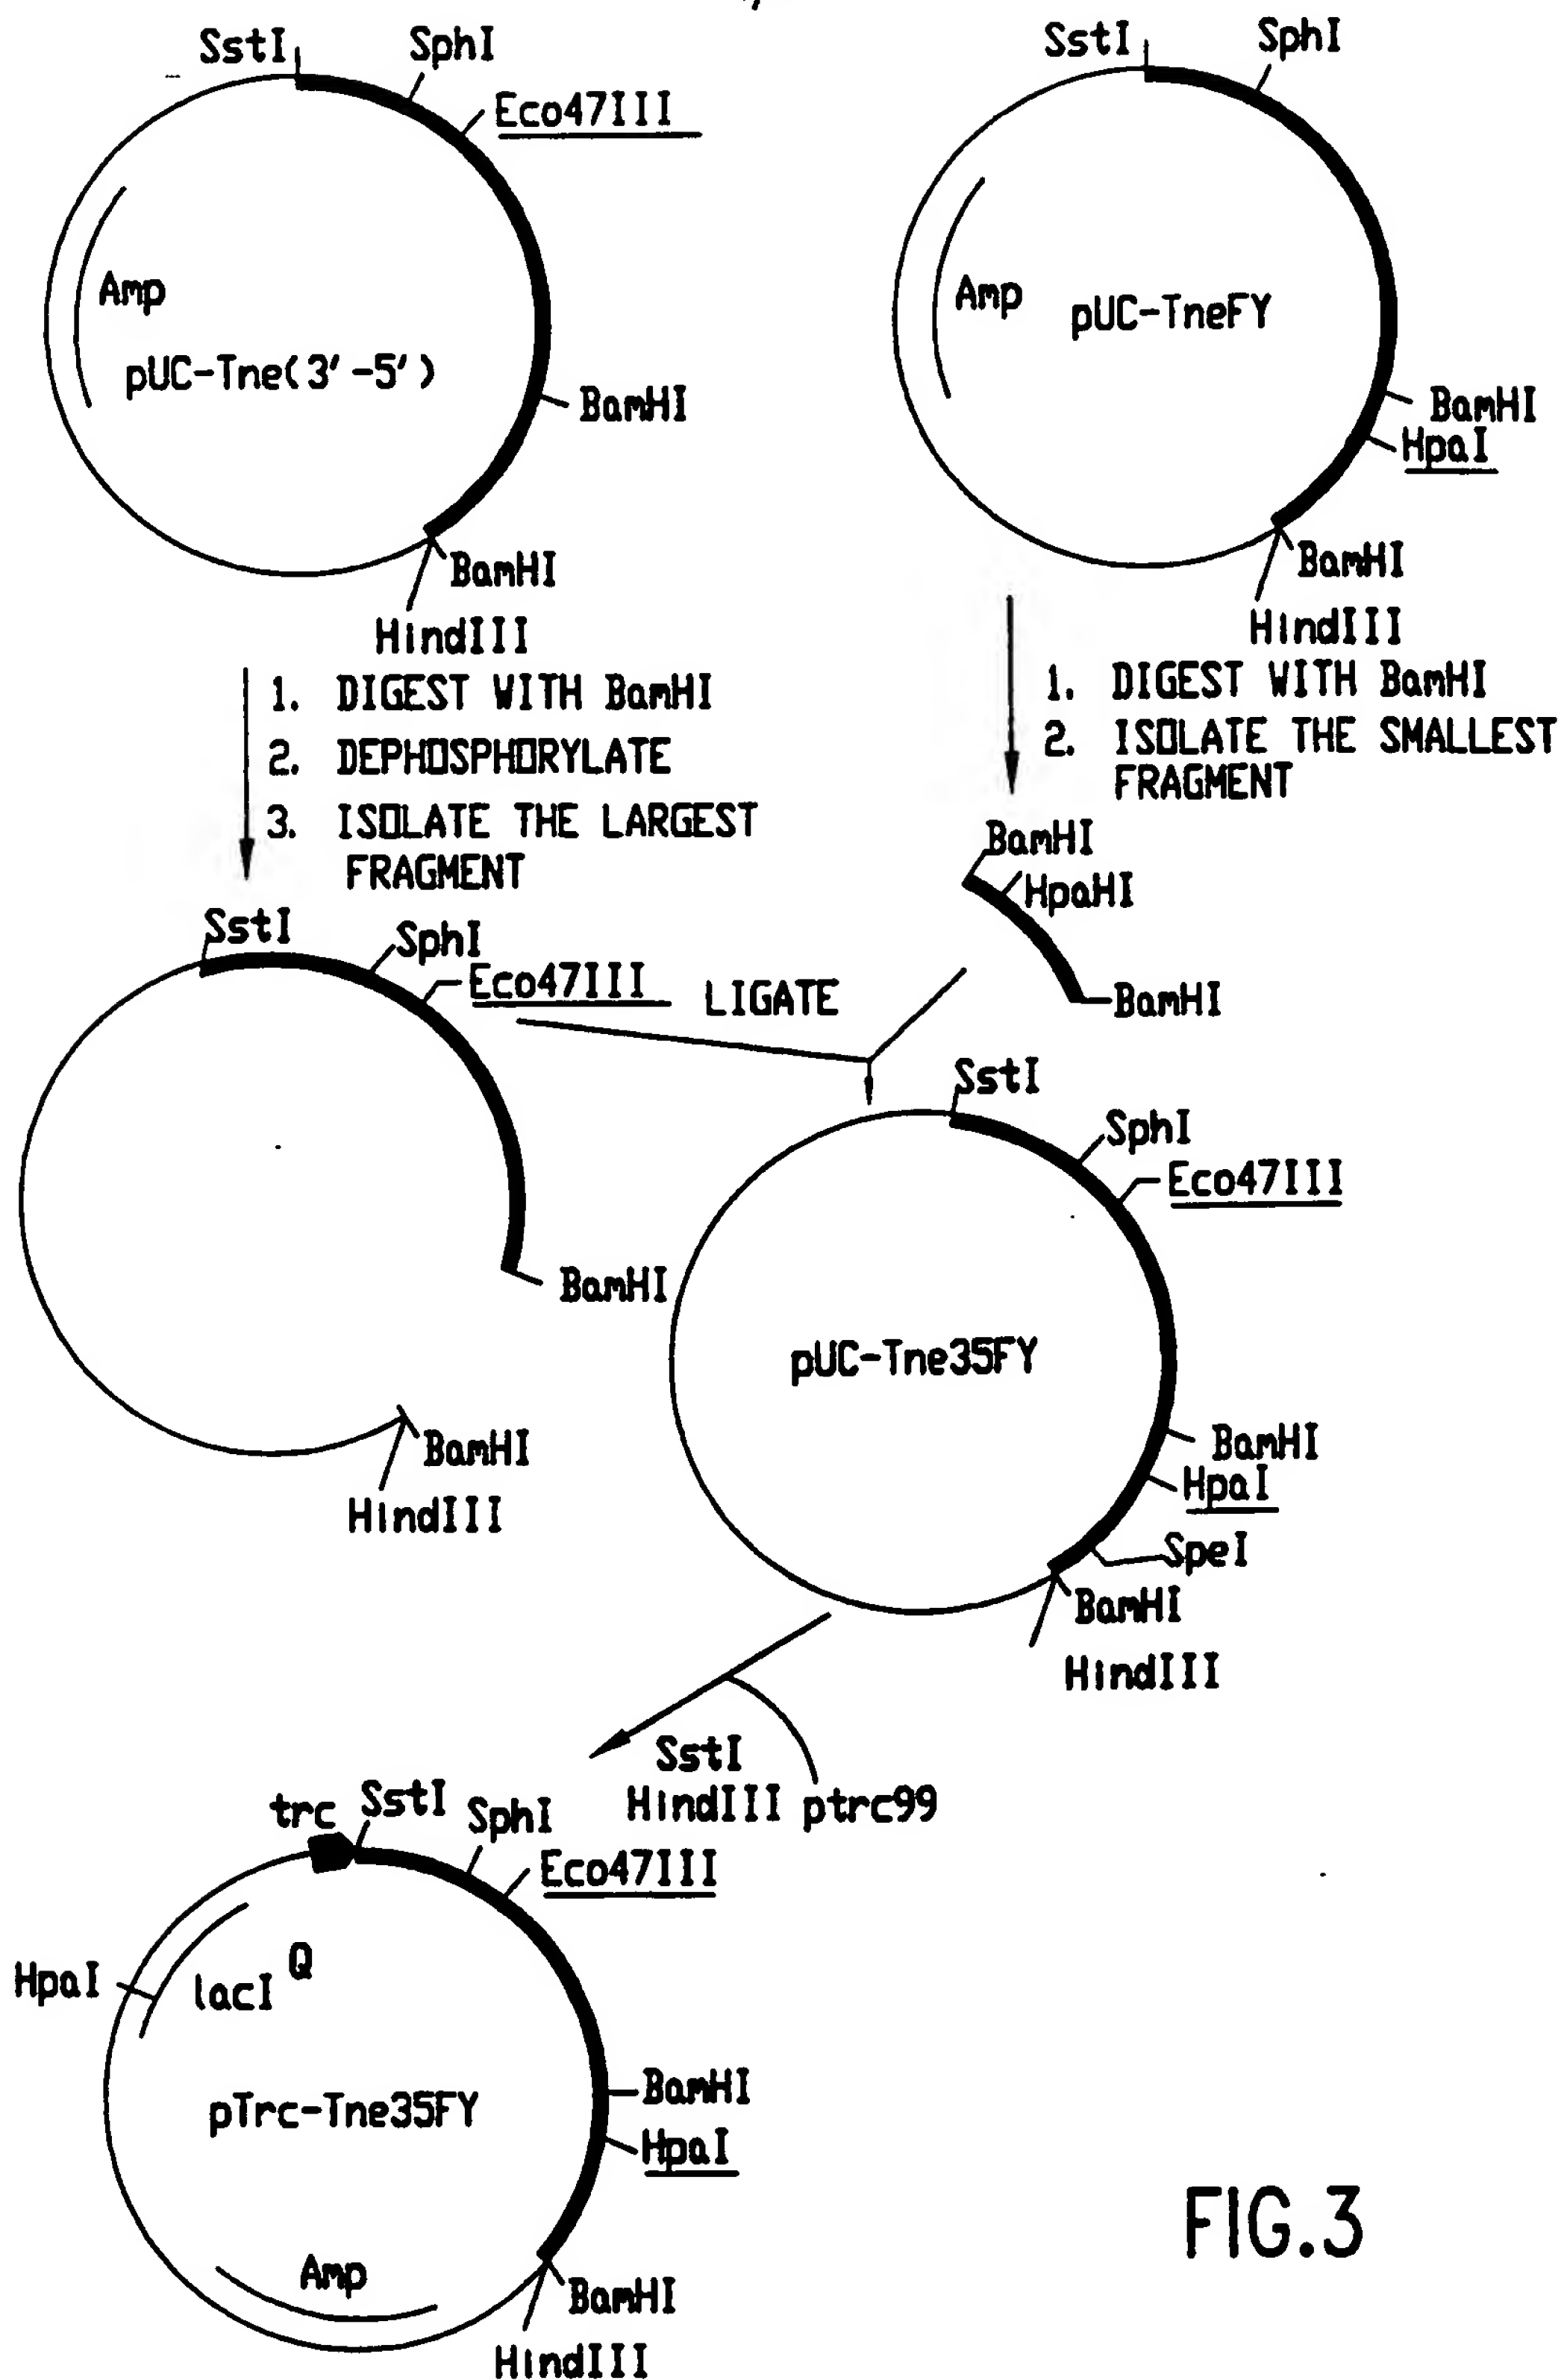 SstI
SphI
Eco47III
Amp
pUC-Tne(3'-5')
BamHI
BamHI
HindIII
SstI
SphI
Amp
pUC-TneFY
BamHI
HpaI
BamHI
HindIII
1. DIGEST WITH BamHI
2. DEPHOSPHORYLATE
3. ISOLATE THE LARGEST
FRAGMENT
1. DIGEST WITH BamHI
2. ISOLATE THE SMALLEST
FRAGMENT
BamHI
HpaHI
BamHI
SstI
SphI
Eco47III
BamHI
BamHI
HindIII
LIGATE
SstI
SphI
Eco47III
pUC-Tne35FY
BamHI
HpaI
SpeI
BamHI
HindIII
SstI
HindIII ptrc99
trc
SstI
SphI
Eco47III
HpaI
lacI Q
pTrc-Tne35FY
BamHI
HpaI
Amp
BamHI
HindIII
FIG.3